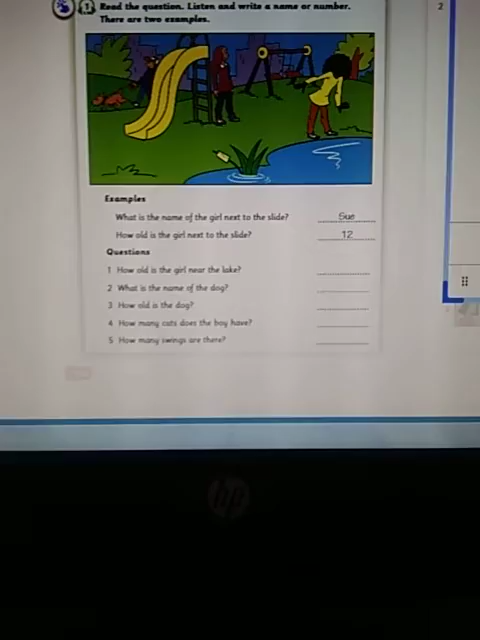 1 Read the question. Listen and write a name or number.
There are two examples.
2
Examples
What is the name of the girl next to the slide? Sue
How old is the girl next to the slide? 12
Questions
1 How old is the girl near the lake?
2 What is the name of the dog?
3 How old is the dog?
4 How many cats does the boy have?
5 How many swings are there?
hp